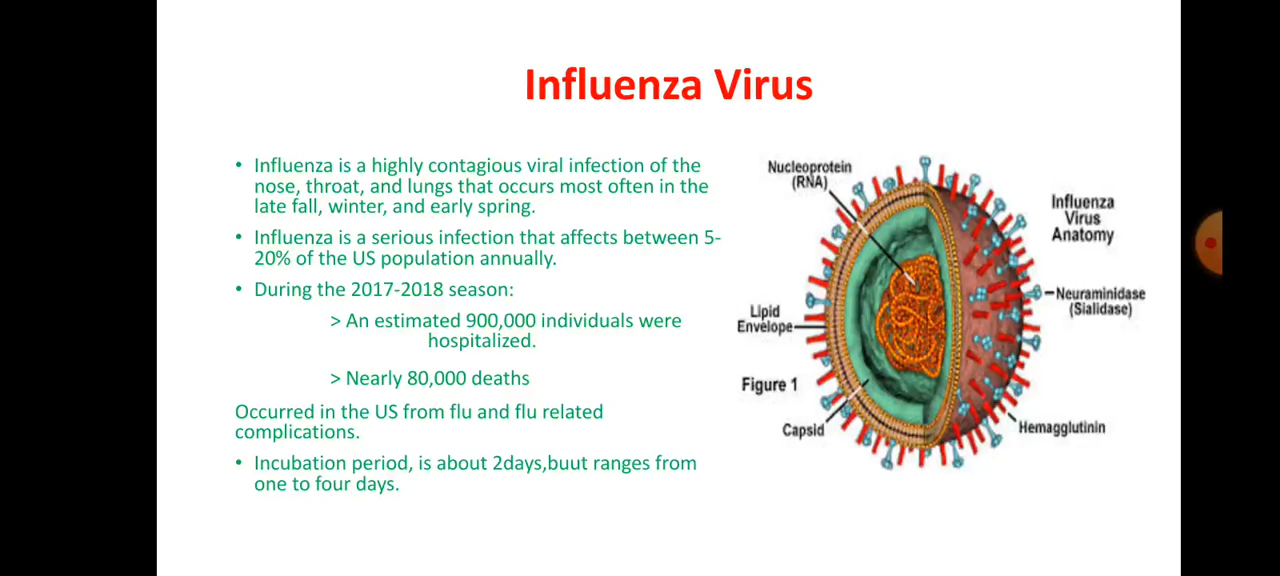 Influenza Virus
• Influenza is a highly contagious viral infection of the
nose, throat, and lungs that occurs most often in the
late fall, winter, and early spring.
• Influenza is a serious infection that affects between 5-
20% of the US population annually.
• During the 2017-2018 season:
> An estimated 900,000 individuals were
hospitalized.
> Nearly 80,000 deaths
Occurred in the US from flu and flu related
complications.
• Incubation period, is about 2days,buut ranges from
one to four days.
Nucleoprotein
(RNA)
Influenza
Virus
Anatomy
Neuraminidase
(Sialidase)
Lipid
Envelope
Figure 1
Capsid
Hemagglutinin